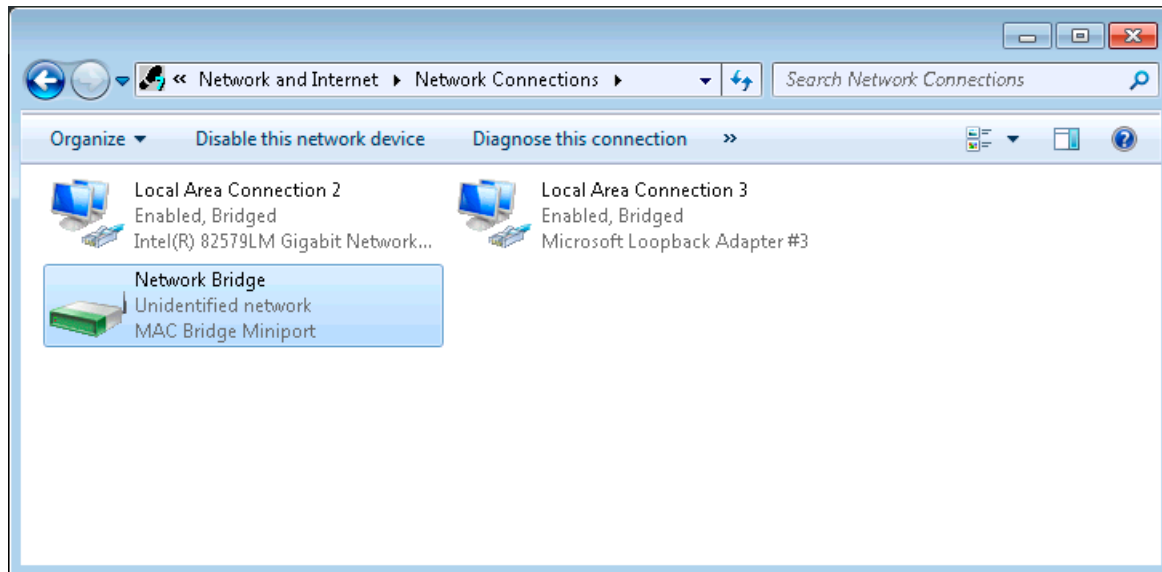 « Network and Internet ▸ Network Connections ▸
Search Network Connections
Organize
Disable this network device
Diagnose this connection
»
Local Area Connection 2
Enabled, Bridged
Intel(R) 82579LM Gigabit Network...
Local Area Connection 3
Enabled, Bridged
Microsoft Loopback Adapter #3
Network Bridge
Unidentified network
MAC Bridge Miniport